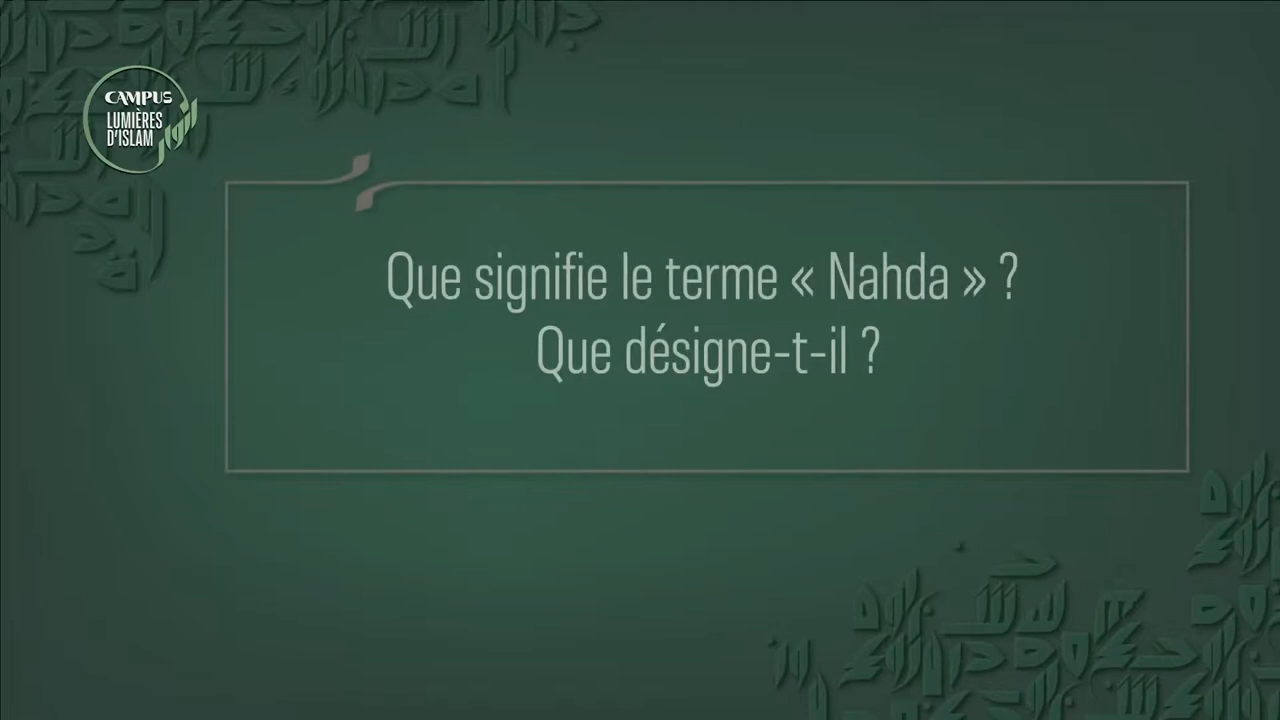 CAMPUS
LUMIÈRES
D'ISLAM
Que signifie le terme « Nahda » ?
Que désigne-t-il ?